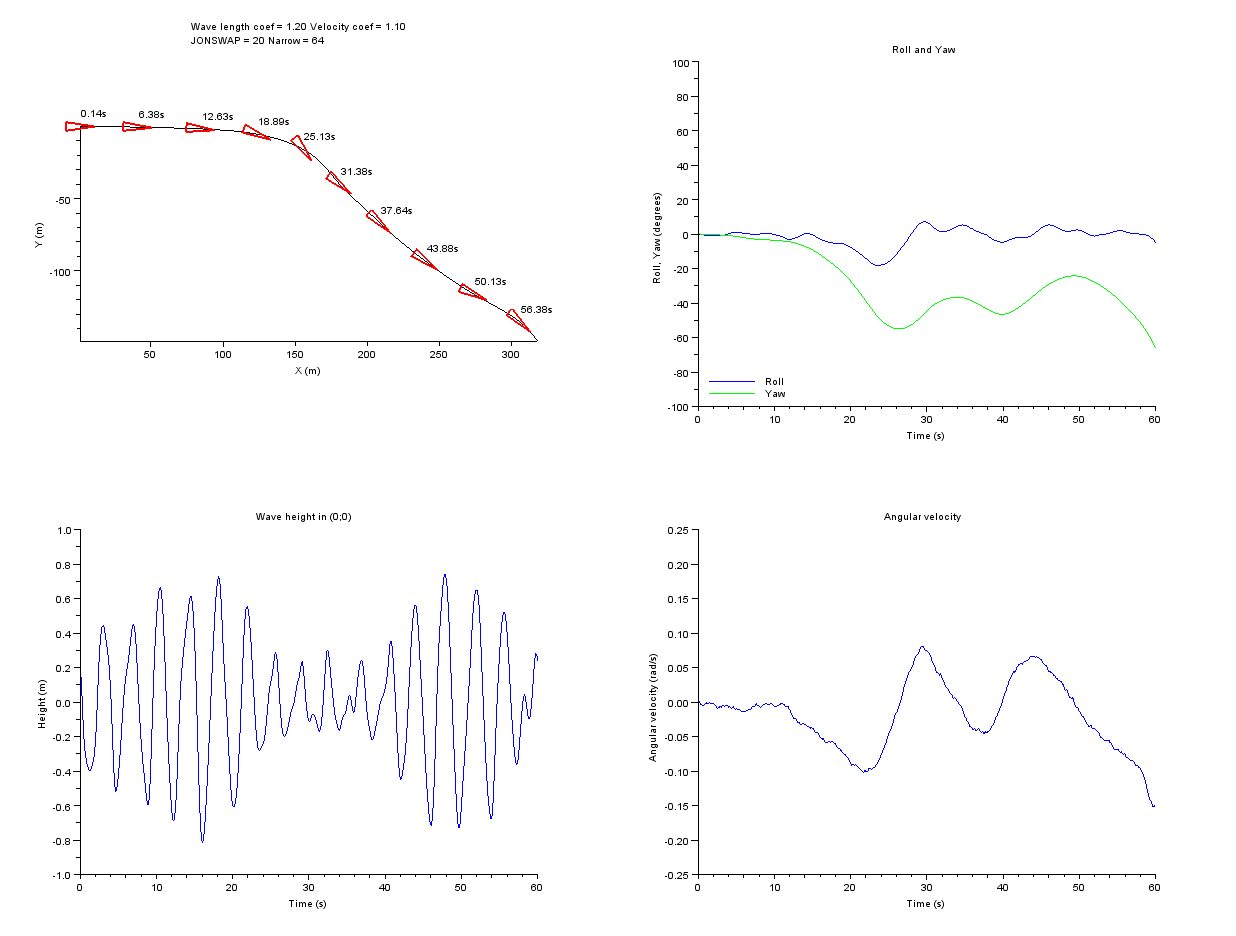 Wave length coef = 1.20 Velocity coef = 1.10
JONSWAP = 20 Narrow = 64
0.14s
6.38s
12.63s
18.89s
25.13s
31.38s
37.64s
43.88s
50.13s
56.38s
-50
-100
Y (m)
50
100
150
200
250
300
X (m)
Roll and Yaw
100
80
60
40
20
0
-20
-40
-60
-80
-100
Roll, Yaw (degrees)
Roll
Yaw
0
10
20
30
40
50
60
Time (s)
Wave height in (0;0)
1.0
0.8
0.6
0.4
0.2
0.0
-0.2
-0.4
-0.6
-0.8
-1.0
Height (m)
0
10
20
30
40
50
60
Time (s)
Angular velocity
0.25
0.20
0.15
0.10
0.05
0.00
-0.05
-0.10
-0.15
-0.20
-0.25
Angular velocity (rad/s)
0
10
20
30
40
50
60
Time (s)